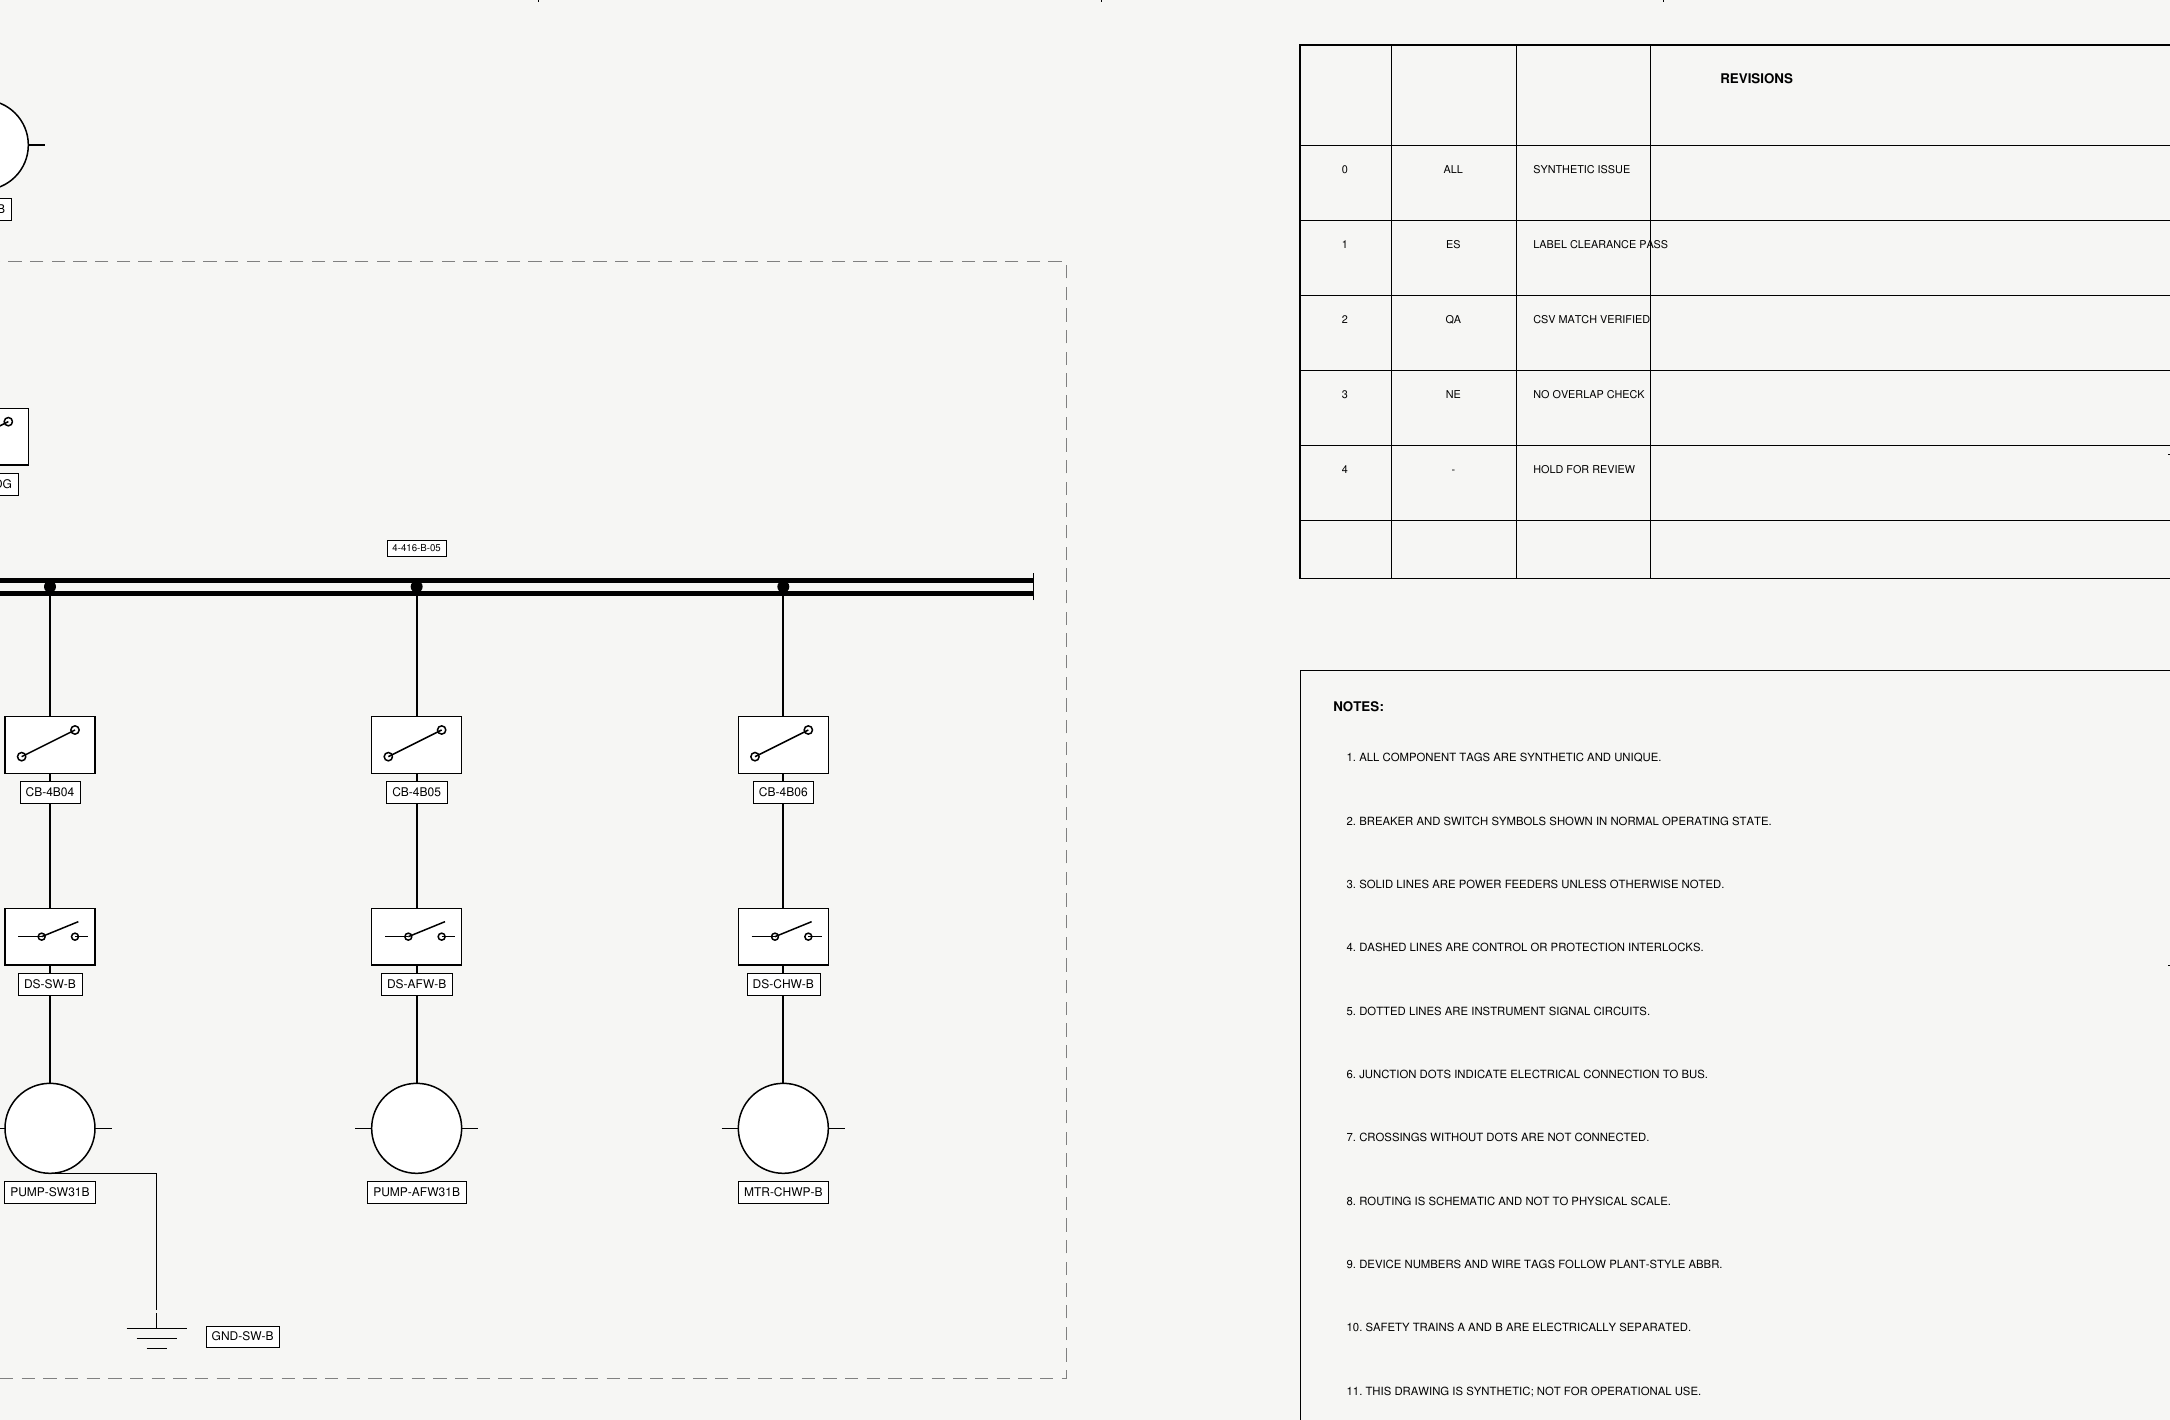 B
OG
4-416-B-05
CB-4B04
CB-4B05
CB-4B06
DS-SW-B
DS-AFW-B
DS-CHW-B
PUMP-SW31B
PUMP-AFW31B
MTR-CHWP-B
GND-SW-B
REVISIONS
0 ALL SYNTHETIC ISSUE
1 ES LABEL CLEARANCE PASS
2 QA CSV MATCH VERIFIED
3 NE NO OVERLAP CHECK
4 - HOLD FOR REVIEW
NOTES:
1. ALL COMPONENT TAGS ARE SYNTHETIC AND UNIQUE.
2. BREAKER AND SWITCH SYMBOLS SHOWN IN NORMAL OPERATING STATE.
3. SOLID LINES ARE POWER FEEDERS UNLESS OTHERWISE NOTED.
4. DASHED LINES ARE CONTROL OR PROTECTION INTERLOCKS.
5. DOTTED LINES ARE INSTRUMENT SIGNAL CIRCUITS.
6. JUNCTION DOTS INDICATE ELECTRICAL CONNECTION TO BUS.
7. CROSSINGS WITHOUT DOTS ARE NOT CONNECTED.
8. ROUTING IS SCHEMATIC AND NOT TO PHYSICAL SCALE.
9. DEVICE NUMBERS AND WIRE TAGS FOLLOW PLANT-STYLE ABBR.
10. SAFETY TRAINS A AND B ARE ELECTRICALLY SEPARATED.
11. THIS DRAWING IS SYNTHETIC; NOT FOR OPERATIONAL USE.